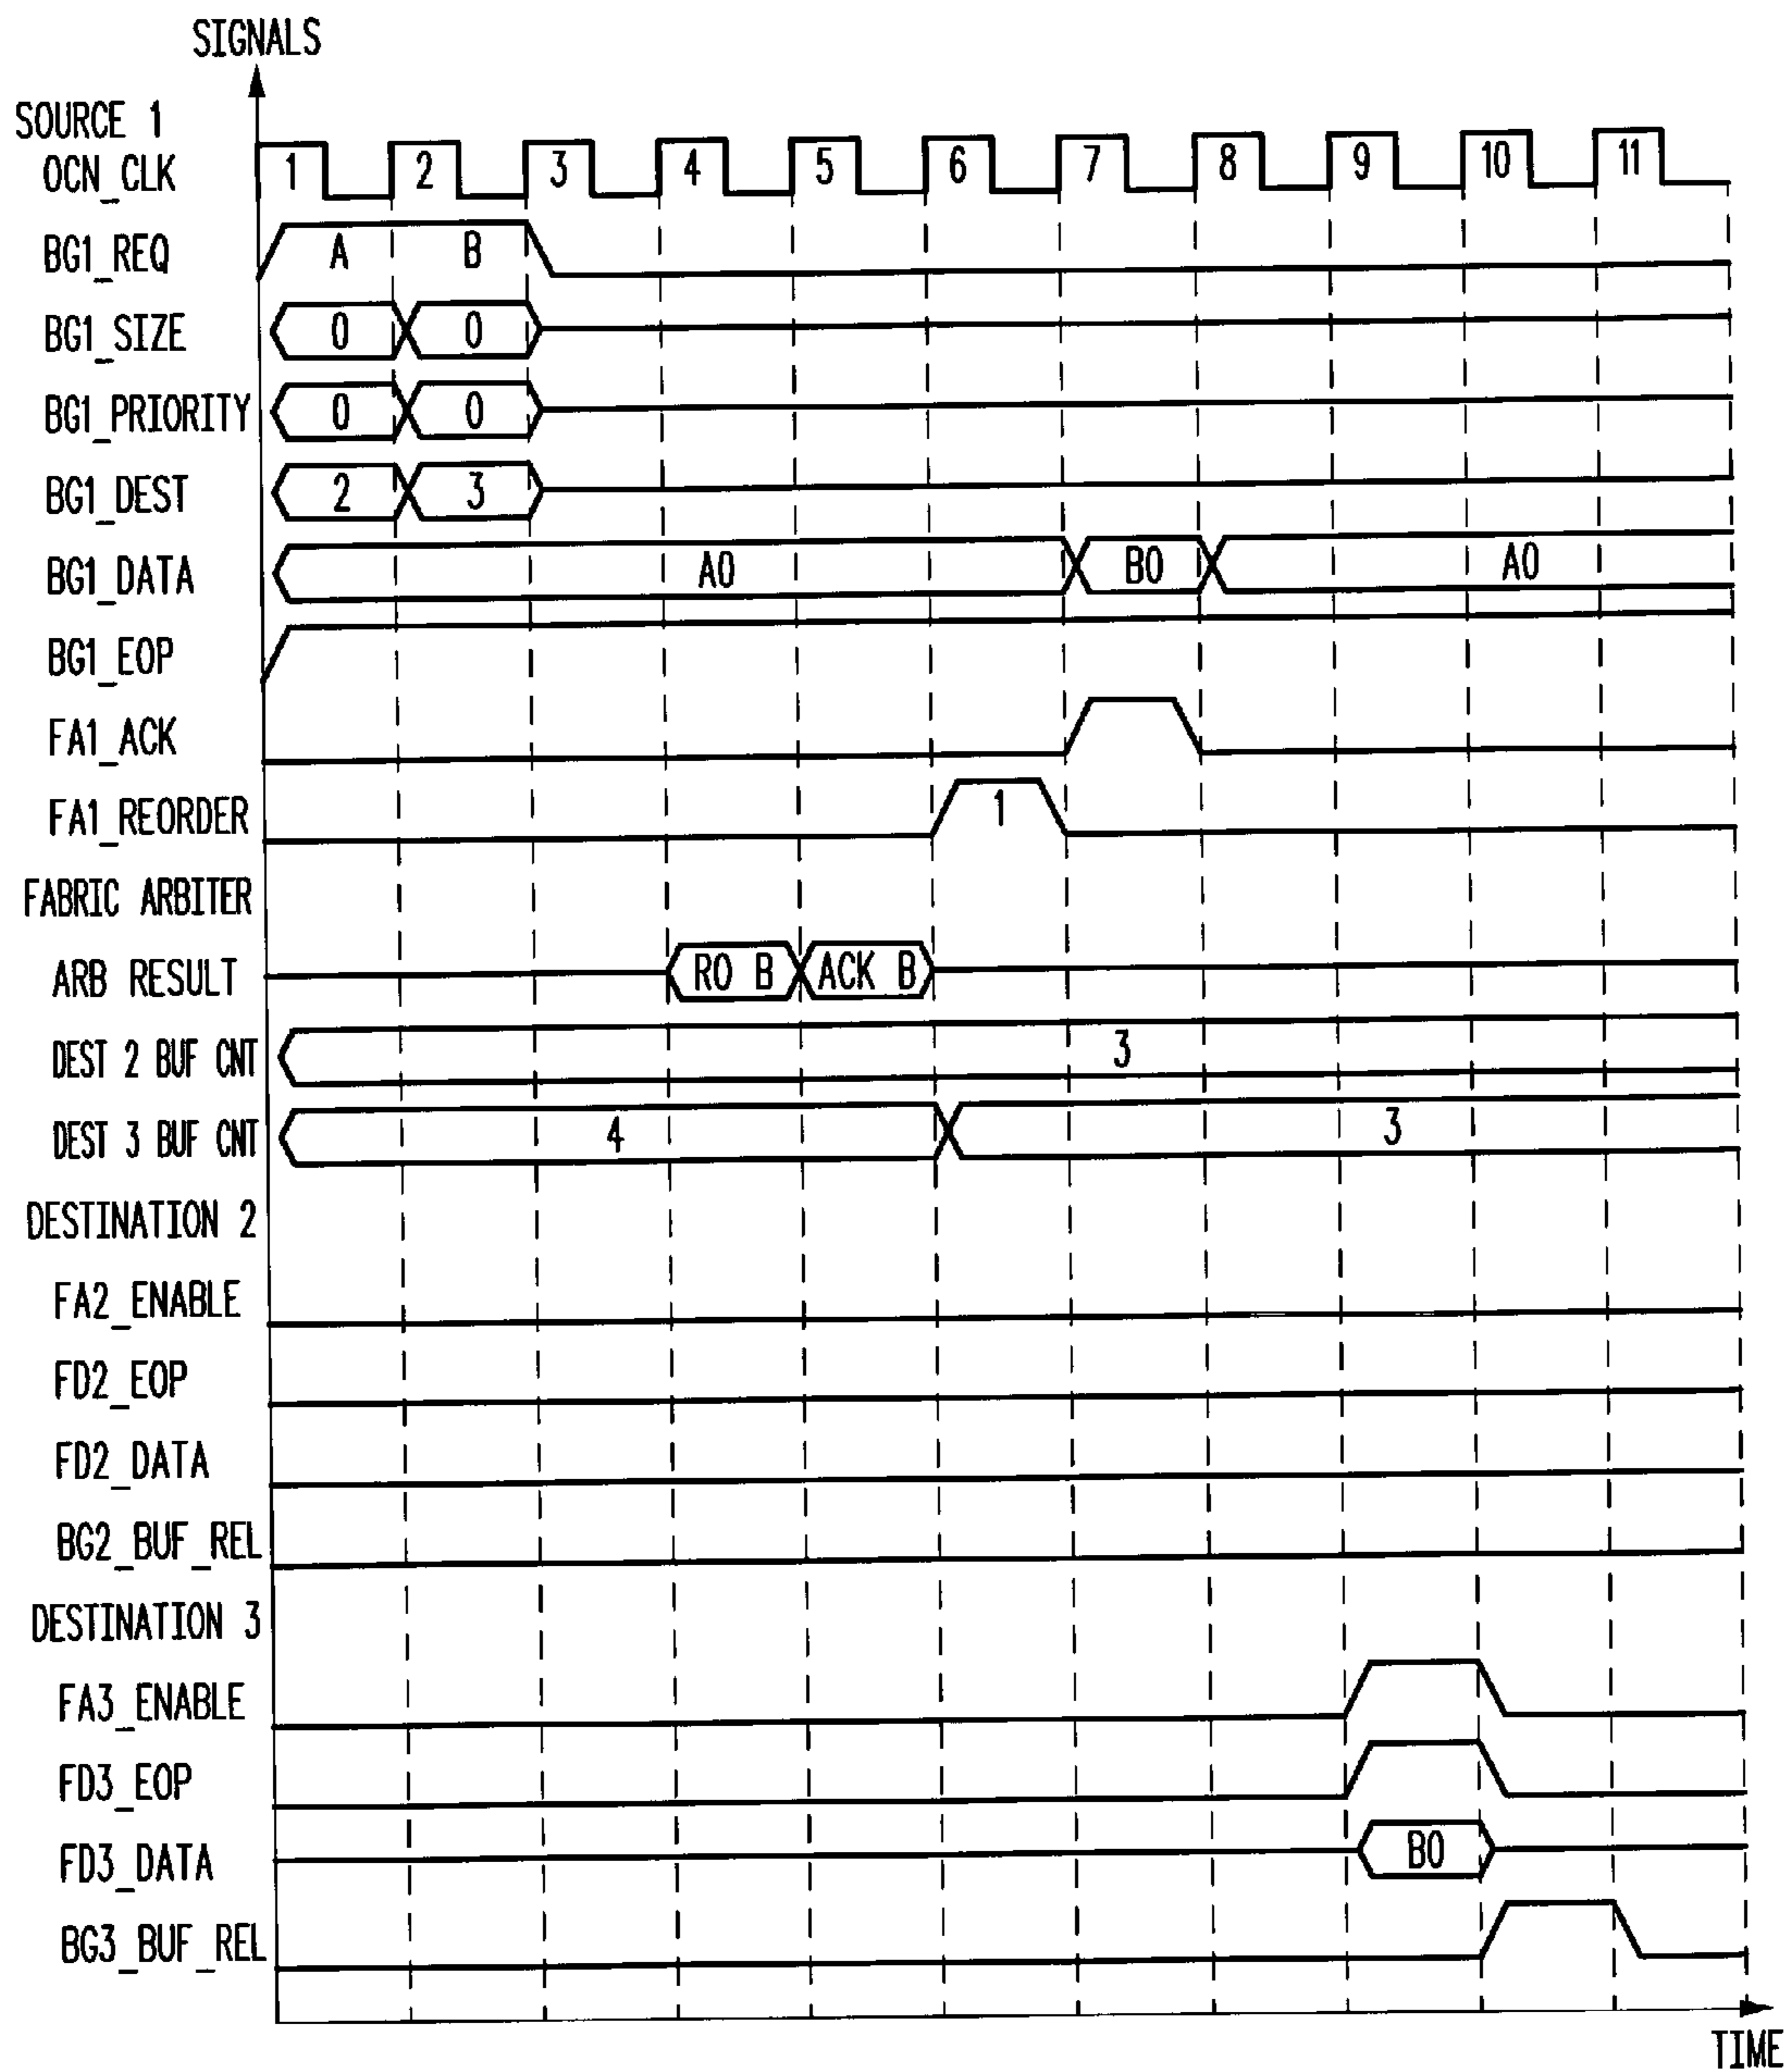 SIGNALS
SOURCE 1
OCN_CLK 1 2 3 4 5 6 7 8 9 10 11
BG1_REQ A B
BG1_SIZE 0 0
BG1_PRIORITY 0 0
BG1_DEST 2 3
BG1_DATA A0 B0 A0
BG1_EOP
FA1_ACK
FA1_REORDER 1
FABRIC ARBITER
ARB RESULT RO B ACK B
DEST 2 BUF CNT 3
DEST 3 BUF CNT 4 3
DESTINATION 2
FA2_ENABLE
FD2_EOP
FD2_DATA
BG2_BUF_REL
DESTINATION 3
FA3_ENABLE
FD3_EOP
FD3_DATA B0
BG3_BUF_REL
TIME